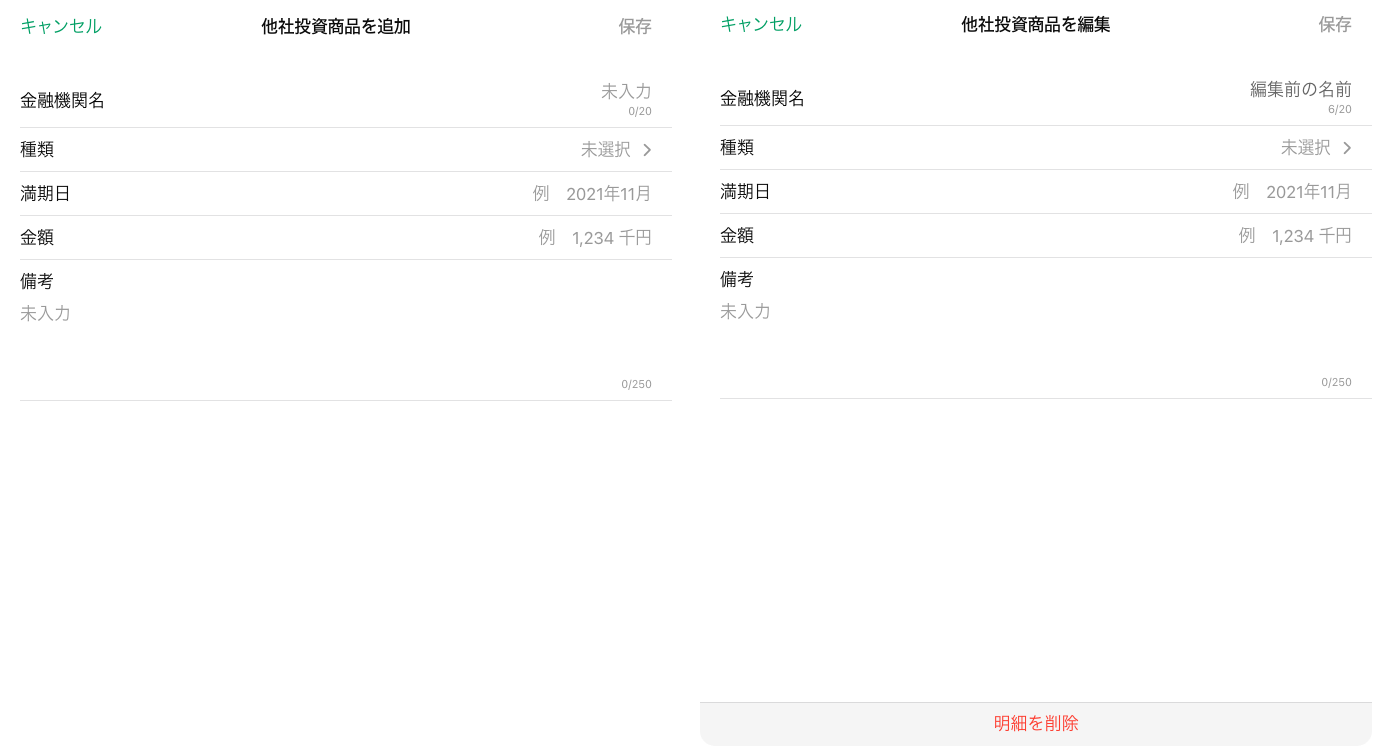 キャンセル 他社投資商品を追加 保存
金融機関名 未入力
0/20
種類 未選択
満期日 例　2021年11月
金額 例　1,234 千円
備考
未入力
0/250
キャンセル 他社投資商品を編集 保存
金融機関名 編集前の名前
6/20
種類 未選択
満期日 例　2021年11月
金額 例　1,234 千円
備考
未入力
0/250
明細を削除